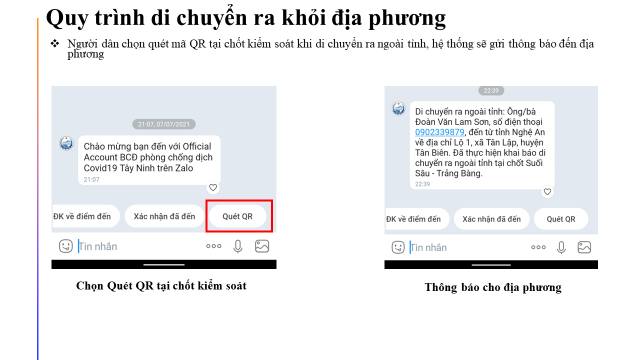 Quy trình di chuyển ra khỏi địa phương
❖ Người dân chọn quét mã QR tại chốt kiểm soát khi di chuyển ra ngoài tỉnh, hệ thống sẽ gửi thông báo đến địa
phương
21:07, 07/07/2021
Chào mừng bạn đến với Official
Account BCĐ phòng chống dịch
Covid19 Tây Ninh trên Zalo
21:07
ĐK về điểm đến
Xác nhận đã đến
Quét QR
Tin nhắn
Chọn Quét QR tại chốt kiểm soát
22:39
Di chuyển ra ngoài tỉnh: Ông/bà
Đoàn Văn Lam Sơn, số điện thoại
0902339879, đến từ tỉnh Nghệ An
về địa chỉ Lộ 1, xã Tân Lập, huyện
Tân Biên. Đã thực hiện khai báo di
chuyển ra ngoài tỉnh tại chốt Suối
Sâu - Trảng Bàng.
22:39
ĐK về điểm đến
Xác nhận đã đến
Quét QR
Tin nhắn
Thông báo cho địa phương